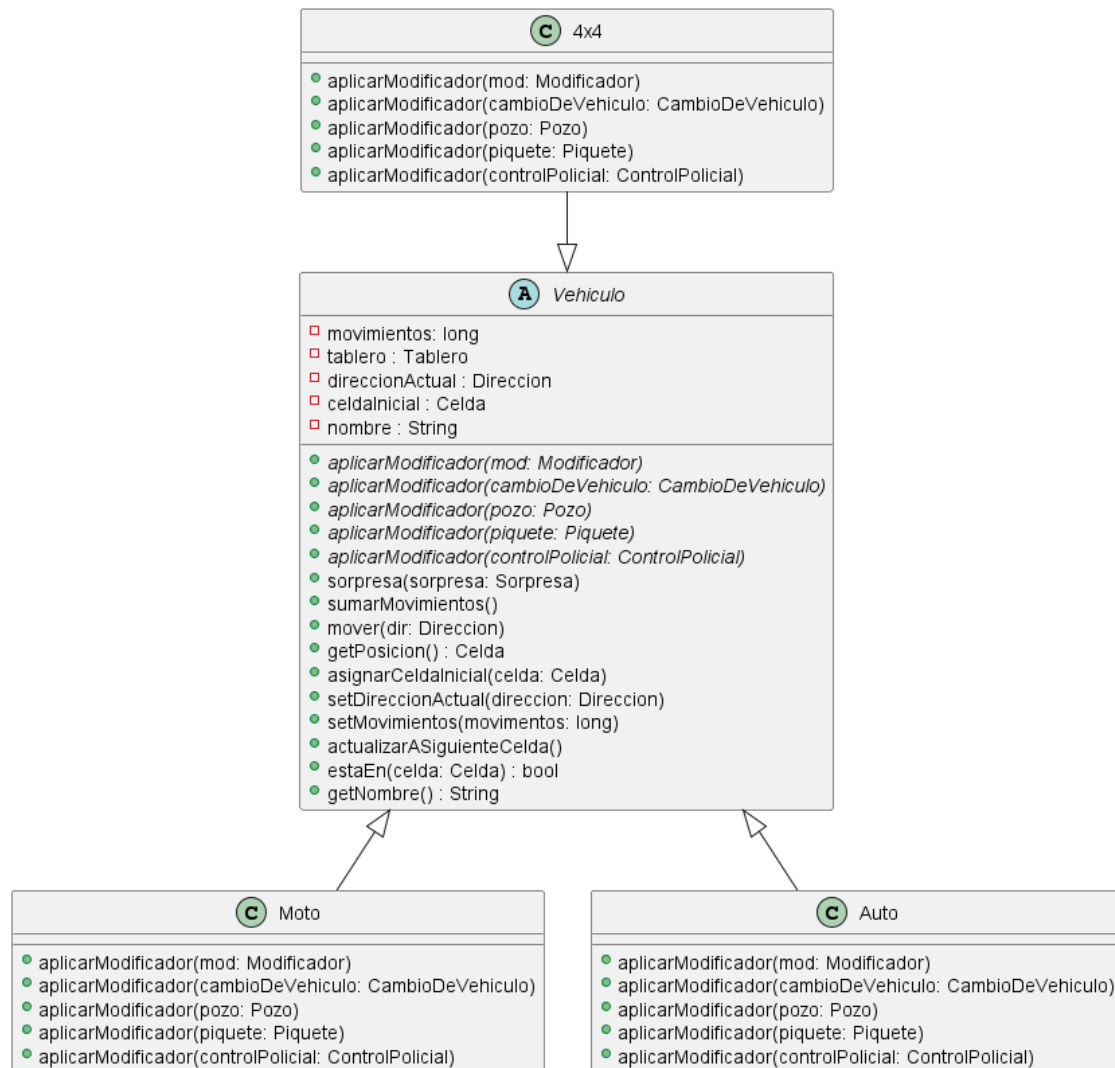 C 4x4
aplicarModificador(mod: Modificador)
aplicarModificador(cambioDeVehiculo: CambioDeVehiculo)
aplicarModificador(pozo: Pozo)
aplicarModificador(piquete: Piquete)
aplicarModificador(controlPolicial: ControlPolicial)
A Vehiculo
movimientos: long
tablero : Tablero
direccionActual : Direccion
celdaInicial : Celda
nombre : String
aplicarModificador(mod: Modificador)
aplicarModificador(cambioDeVehiculo: CambioDeVehiculo)
aplicarModificador(pozo: Pozo)
aplicarModificador(piquete: Piquete)
aplicarModificador(controlPolicial: ControlPolicial)
sorpresa(sorpresa: Sorpresa)
sumarMovimientos()
mover(dir: Direccion)
getPosicion() : Celda
asignarCeldaInicial(celda: Celda)
setDireccionActual(direccion: Direccion)
setMovimientos(movimentos: long)
actualizarASiguienteCelda()
estaEn(celda: Celda) : bool
getNombre() : String
C Moto
aplicarModificador(mod: Modificador)
aplicarModificador(cambioDeVehiculo: CambioDeVehiculo)
aplicarModificador(pozo: Pozo)
aplicarModificador(piquete: Piquete)
aplicarModificador(controlPolicial: ControlPolicial)
C Auto
aplicarModificador(mod: Modificador)
aplicarModificador(cambioDeVehiculo: CambioDeVehiculo)
aplicarModificador(pozo: Pozo)
aplicarModificador(piquete: Piquete)
aplicarModificador(controlPolicial: ControlPolicial)